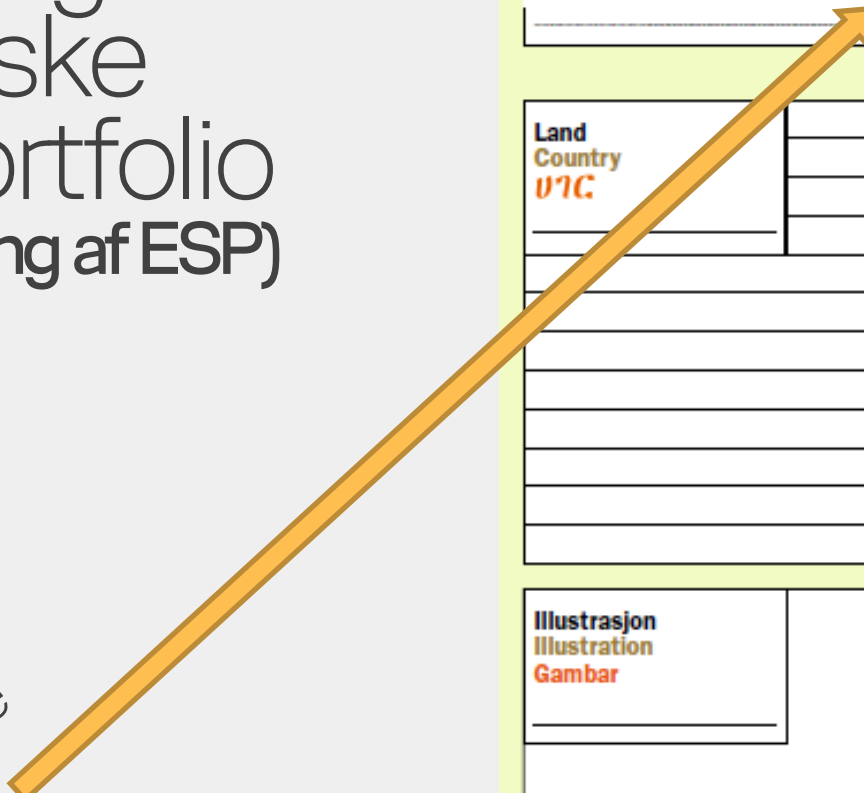 ske
ortfolio
ng af ESP)
Land
Country
ሀገር
Illustrasjon
Illustration
Gambar